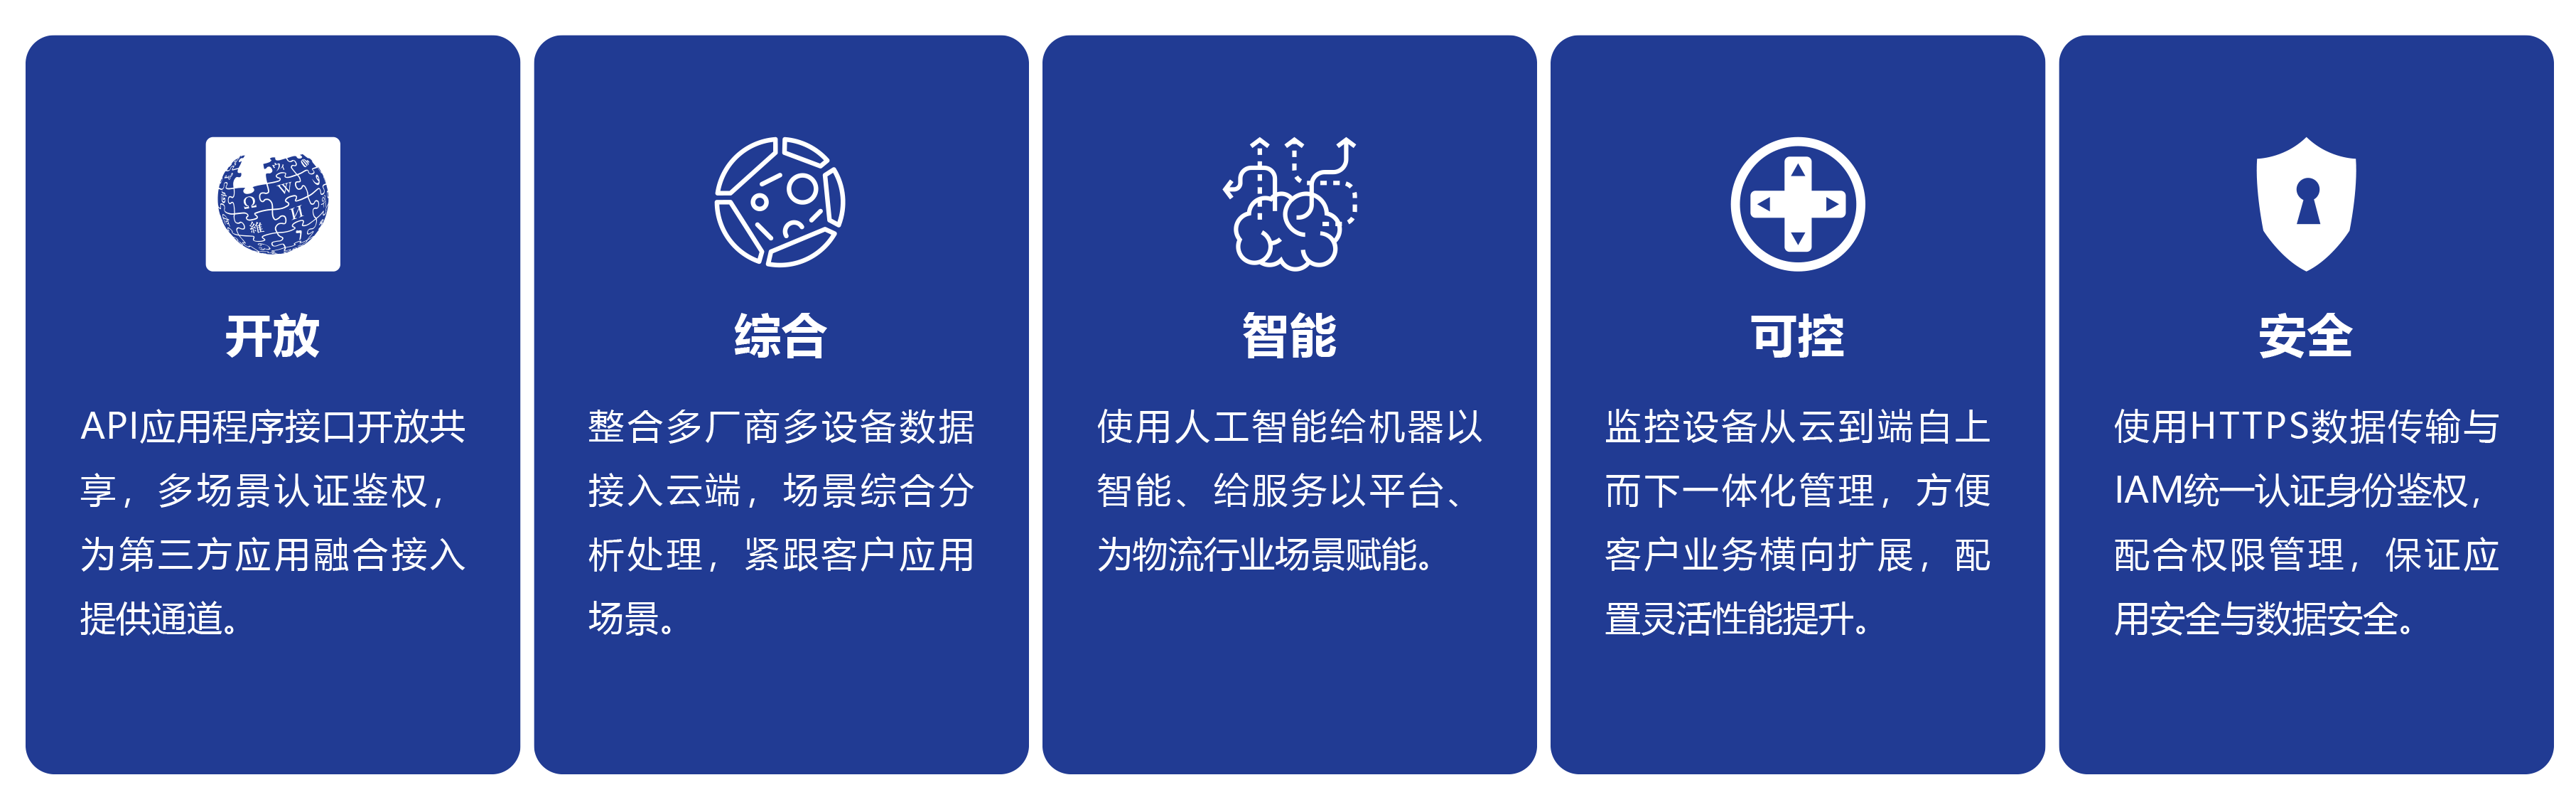 开放
API应用程序接口开放共
享，多场景认证鉴权，
为第三方应用融合接入
提供通道。
综合
整合多厂商多设备数据
接入云端，场景综合分
析处理，紧跟客户应用
场景。
智能
使用人工智能给机器以
智能、给服务以平台、
为物流行业场景赋能。
可控
监控设备从云到端自上
而下一体化管理，方便
客户业务横向扩展，配
置灵活性能提升。
安全
使用HTTPS数据传输与
IAM统一认证身份鉴权，
配合权限管理，保证应
用安全与数据安全。
Ω
W
И
維
7